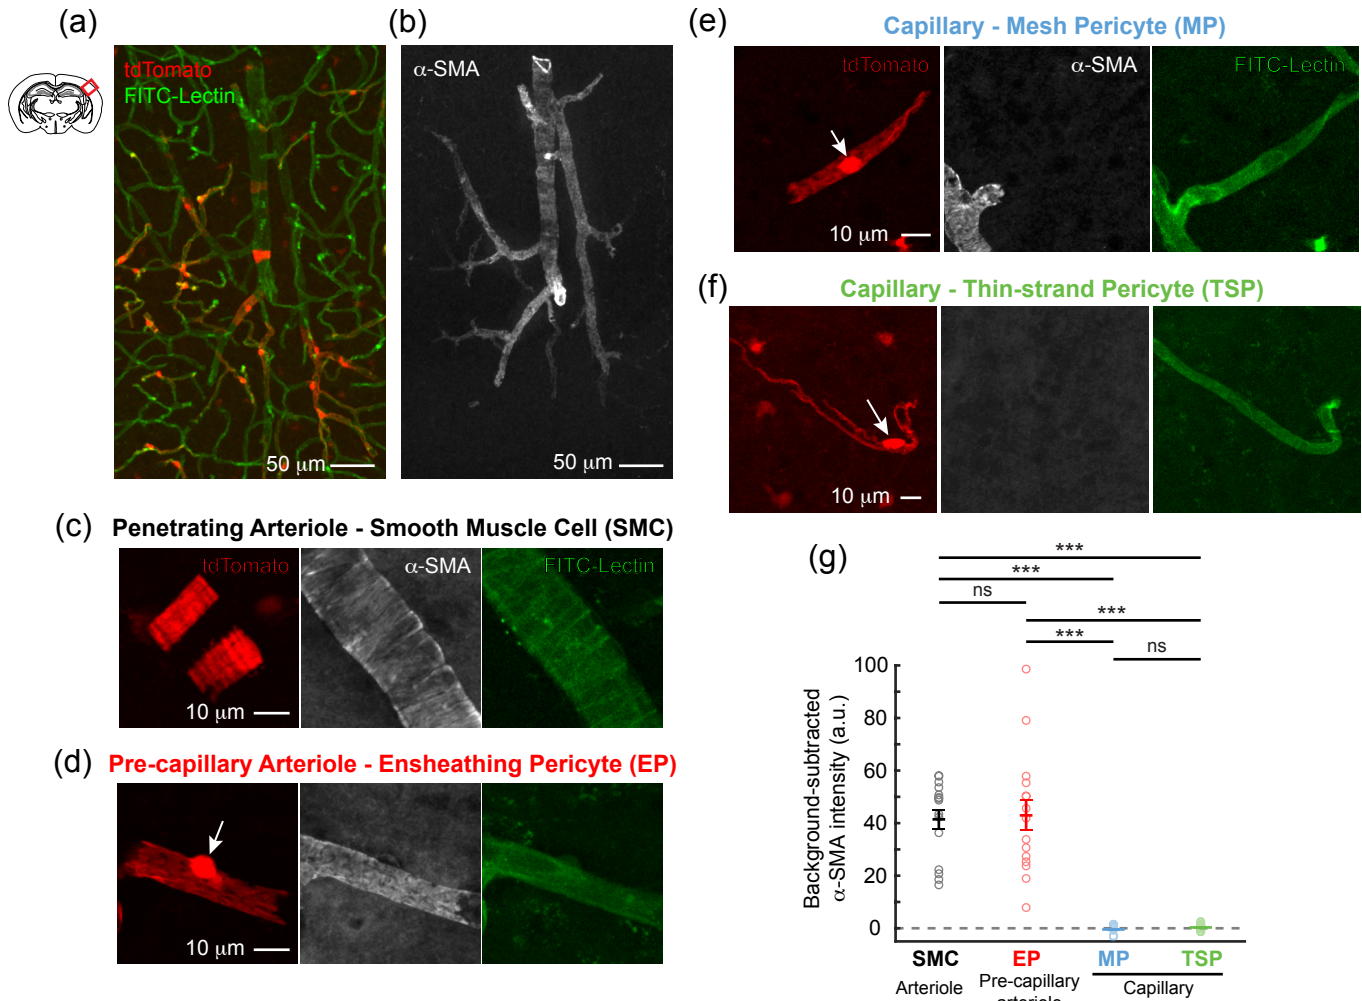 (a)
tdTomato
FITC-Lectin
50 μm
(b)
α-SMA
50 μm
(c) Penetrating Arteriole - Smooth Muscle Cell (SMC)
tdTomato
α-SMA
FITC-Lectin
10 μm
(d) Pre-capillary Arteriole - Ensheathing Pericyte (EP)
10 μm
(e) Capillary - Mesh Pericyte (MP)
tdTomato
α-SMA
FITC-Lectin
10 μm
(f) Capillary - Thin-strand Pericyte (TSP)
10 μm
(g)
***
***
ns
***
***
ns
Background-subtracted
α-SMA intensity (a.u.)
100
80
60
40
20
0
SMC EP MP TSP
Arteriole Pre-capillary Capillary
arteriole